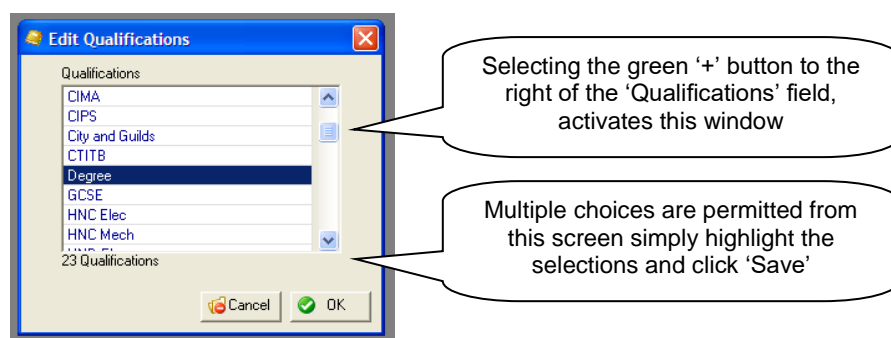 Edit Qualifications
Qualifications
CIMA
CIPS
City and Guilds
CTITB
Degree
GCSE
HNC Elec
HNC Mech
23 Qualifications
Cancel
OK
Selecting the green ‘+’ button to the
right of the ‘Qualifications’ field,
activates this window
Multiple choices are permitted from
this screen simply highlight the
selections and click ‘Save’